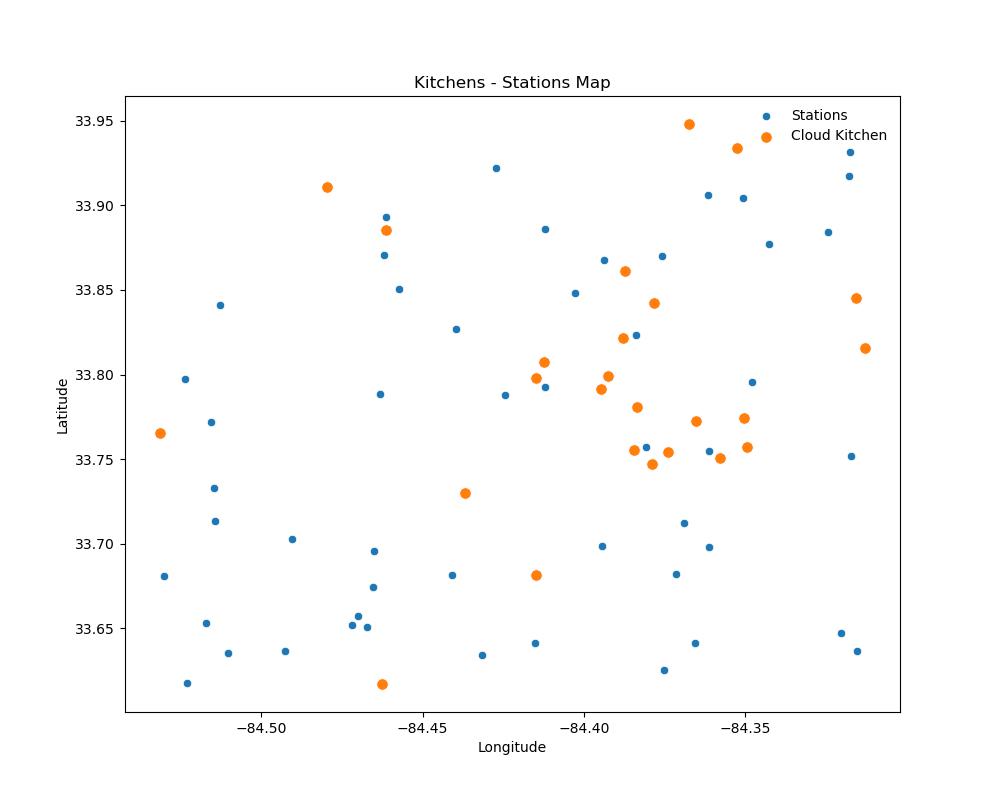 Kitchens - Stations Map
Stations
Cloud Kitchen
33.95
33.90
33.85
33.80
33.75
33.70
33.65
Latitude
−84.50
−84.45
−84.40
−84.35
Longitude